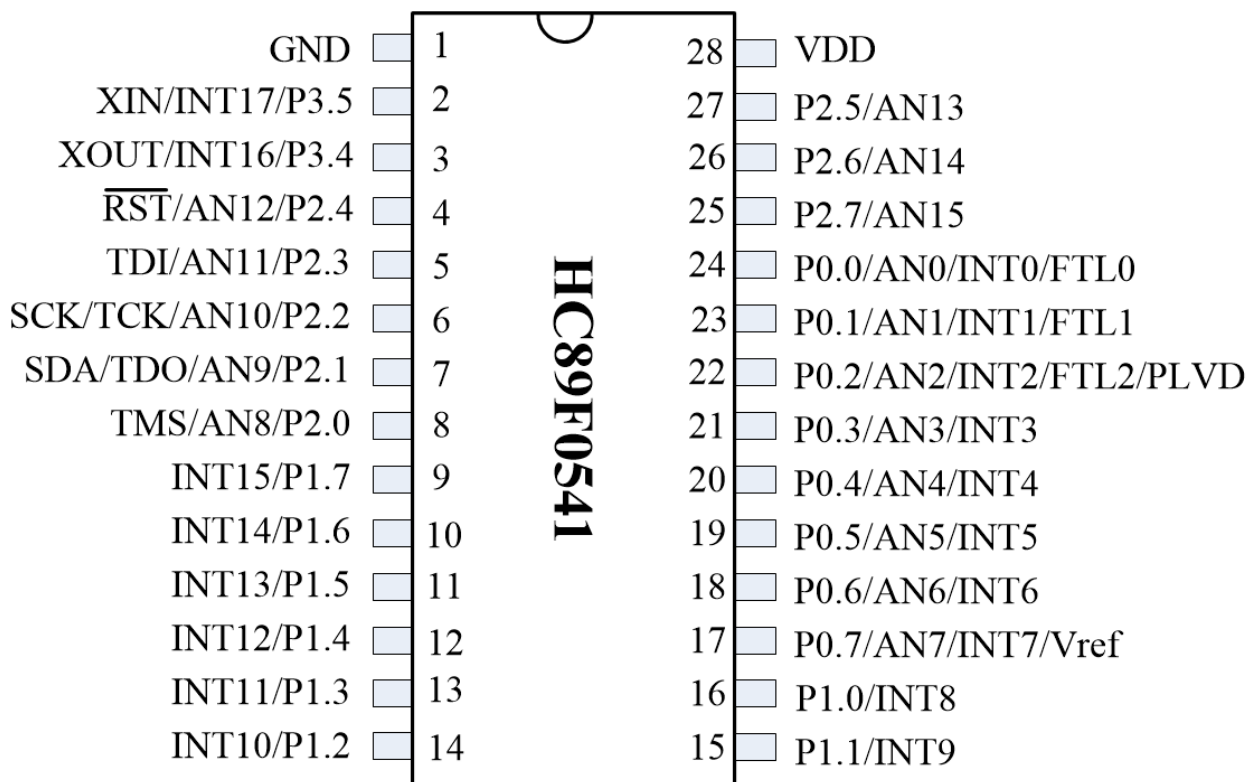 GND 1 28 VDD
XIN/INT17/P3.5 2 27 P2.5/AN13
XOUT/INT16/P3.4 3 26 P2.6/AN14
RST/AN12/P2.4 4 25 P2.7/AN15
TDI/AN11/P2.3 5 24 P0.0/AN0/INT0/FTL0
SCK/TCK/AN10/P2.2 6 23 P0.1/AN1/INT1/FTL1
SDA/TDO/AN9/P2.1 7 22 P0.2/AN2/INT2/FTL2/PLVD
TMS/AN8/P2.0 8 21 P0.3/AN3/INT3
INT15/P1.7 9 20 P0.4/AN4/INT4
INT14/P1.6 10 19 P0.5/AN5/INT5
INT13/P1.5 11 18 P0.6/AN6/INT6
INT12/P1.4 12 17 P0.7/AN7/INT7/Vref
INT11/P1.3 13 16 P1.0/INT8
INT10/P1.2 14 15 P1.1/INT9
HC89F0541